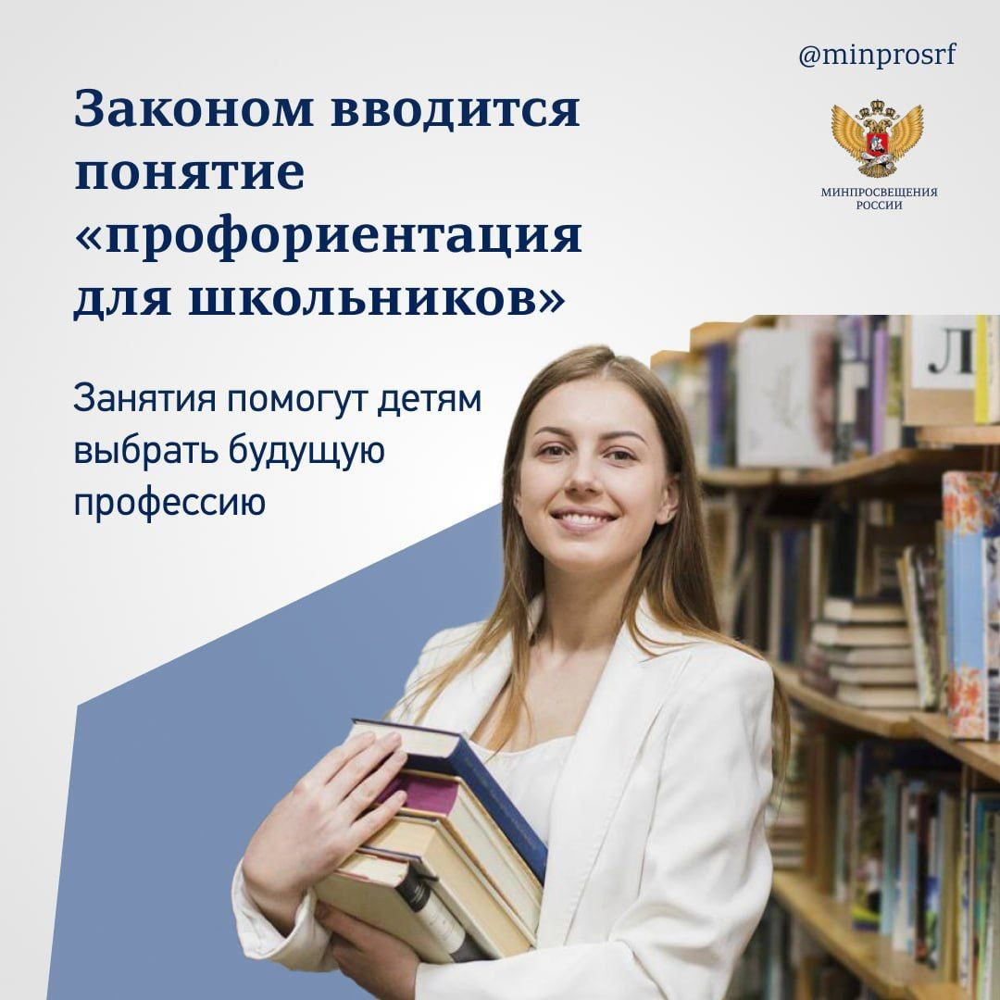 @minprosrf
МИНПРОСВЕЩЕНИЯ
РОССИИ
Законом вводится
понятие
«профориентация
для школьников»
Занятия помогут детям
выбрать будущую
профессию
Л